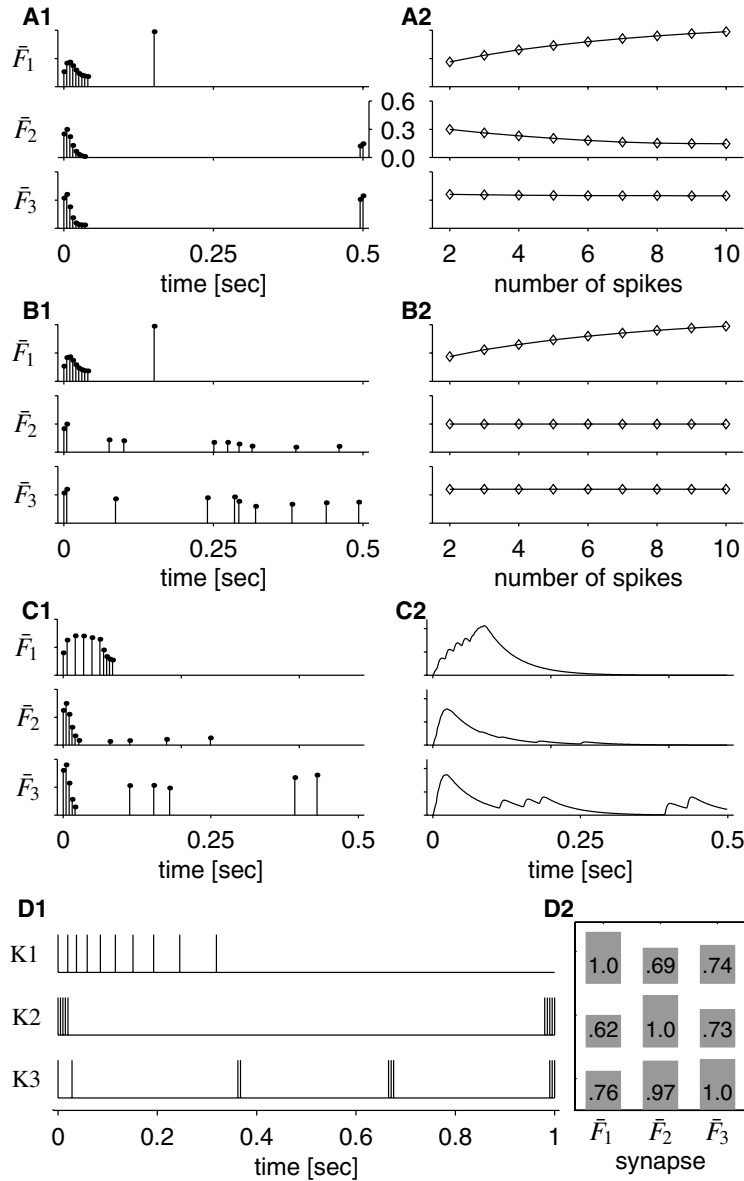 A1 A2
F̄1
F̄2 0.6
0.3
0.0
F̄3
0 0.25 0.5 2 4 6 8 10
time [sec] number of spikes
B1 B2
F̄1
F̄2
F̄3
0 0.25 0.5 2 4 6 8 10
time [sec] number of spikes
C1 C2
F̄1
F̄2
F̄3
0 0.25 0.5 0 0.25 0.5
time [sec] time [sec]
D1 D2
K1 1.0 .69 .74
K2 .62 1.0 .73
K3 .76 .97 1.0
0 0.2 0.4 0.6 0.8 1 F̄1 F̄2 F̄3
time [sec] synapse